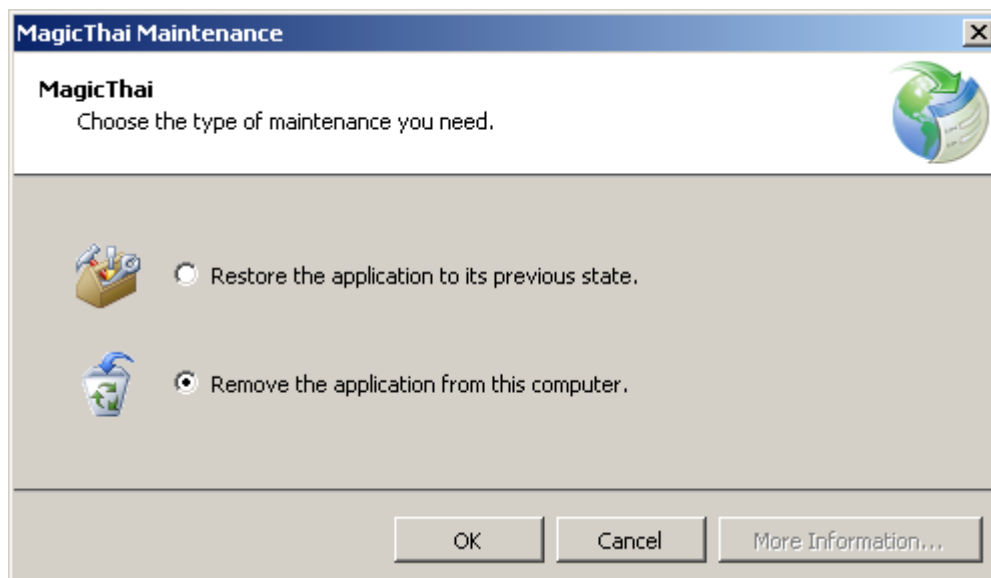 MagicThai Maintenance
MagicThai
Choose the type of maintenance you need.
Restore the application to its previous state.
Remove the application from this computer.
OK Cancel More Information...